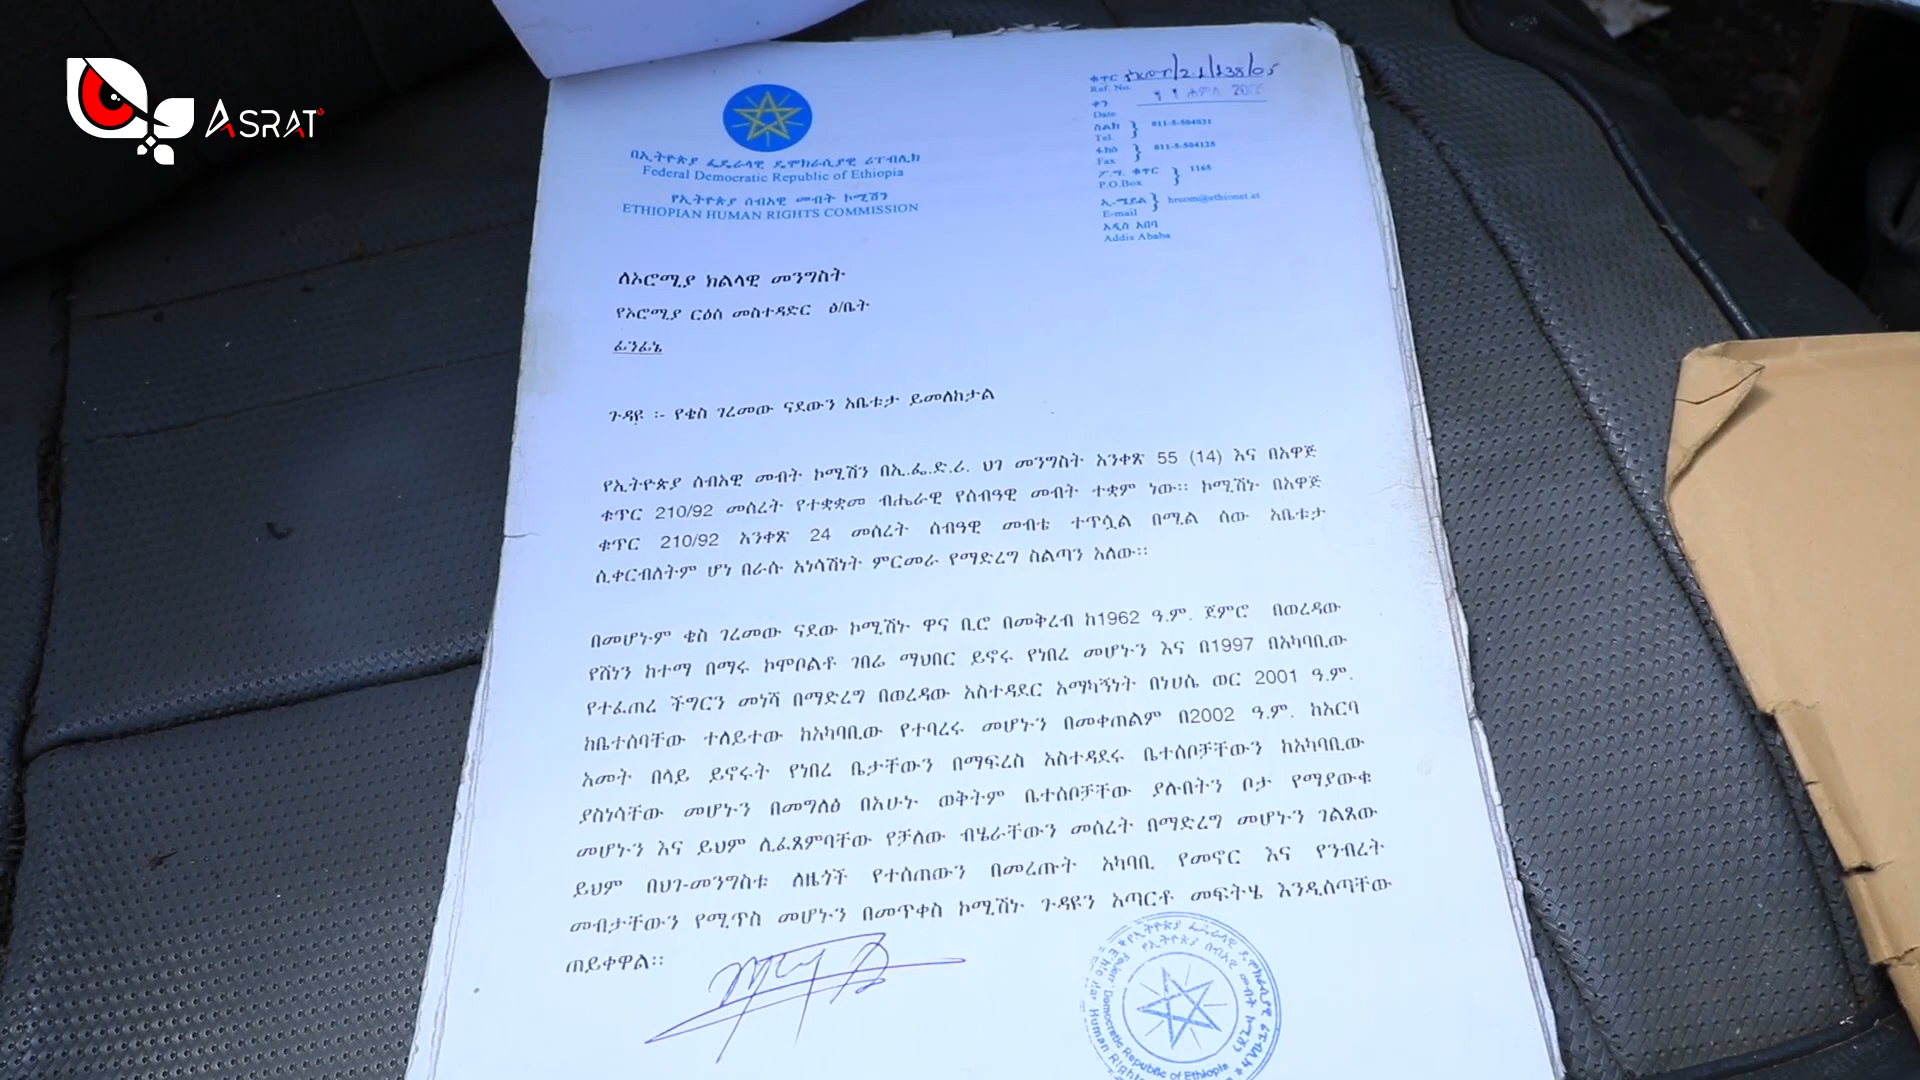 ASRAT
በኢትዮጵያ ፌዴራላዊ ዴሞክራሲያዊ ሪፐብሊክ
Federal Democratic Republic of Ethiopia
የኢትዮጵያ ሰብአዊ መብት ኮሚሽን
ETHIOPIAN HUMAN RIGHTS COMMISSION
ቁጥር
Ref. No.
ቀን
Date
ስልክ
Tel. 011-5-504031
ፋክስ
Fax 011-5-504125
ፖ.ሣ. ቁጥር
P.O.Box 1165
ኢ-ሜይል
E-mail hrcom@ethionet.et
አዲስ አበባ
Addis Ababa
ለኦሮሚያ ክልላዊ መንግስት
የኦሮሚያ ርዕሰ መስተዳድር ፅ/ቤት
ፊንፊኔ
ጉዳዩ ፡- የቄስ ገረመው ናደውን አቤቱታ ይመለከታል
የኢትዮጵያ ሰብአዊ መብት ኮሚሽን በኢ.ፌ.ድ.ሪ. ህገ መንግስት አንቀጽ 55 (14) እና በአዋጅ
ቁጥር 210/92 መሰረት የተቋቋመ ብሔራዊ የሰብዓዊ መብት ተቋም ነው፡፡ ኮሚሽኑ በአዋጅ
ቁጥር 210/92 አንቀጽ 24 መሰረት ሰብዓዊ መብቴ ተጥሷል በሚል ሰው አቤቱታ
ሲቀርብለትም ሆነ በራሱ አነሳሽነት ምርመራ የማድረግ ስልጣን አለው፡፡
በመሆኑም ቄስ ገረመው ናደው ኮሚሽኑ ዋና ቢሮ በመቅረብ ከ1962 ዓ.ም. ጀምሮ በወረዳው
የሸነን ከተማ በማሩ ኮሞቦልቶ ገበሬ ማህበር ይኖሩ የነበረ መሆኑን እና በ1997 በአካባቢው
የተፈጠረ ችግርን መነሻ በማድረግ በወረዳው አስተዳደር አማካኝነት በነሀሴ ወር 2001 ዓ.ም.
ከቤተሰባቸው ተለይተው ከአካባቢው የተባረሩ መሆኑን በመቀጠልም በ2002 ዓ.ም. ከአርባ
አመት በላይ ይኖሩት የነበረ ቤታቸውን በማፍረስ አስተዳደሩ ቤተሰቦቻቸውን ከአካባቢው
ያስነሳቸው መሆኑን በመግለፅ በአሁኑ ወቅትም ቤተሰቦቻቸው ያሉበትን ቦታ የማያውቁ
መሆኑን እና ይህም ሊፈጸምባቸው የቻለው ብሄራቸውን መሰረት በማድረግ መሆኑን ገልጸው
ይህም በህገ-መንግስቱ ለዜጎች የተሰጠውን በመረጡት አካባቢ የመኖር እና የንብረት
መብታቸውን የሚጥስ መሆኑን በመጥቀስ ኮሚሽኑ ጉዳዩን አጣርቶ መፍትሄ እንዲሰጣቸው
ጠይቀዋል፡፡